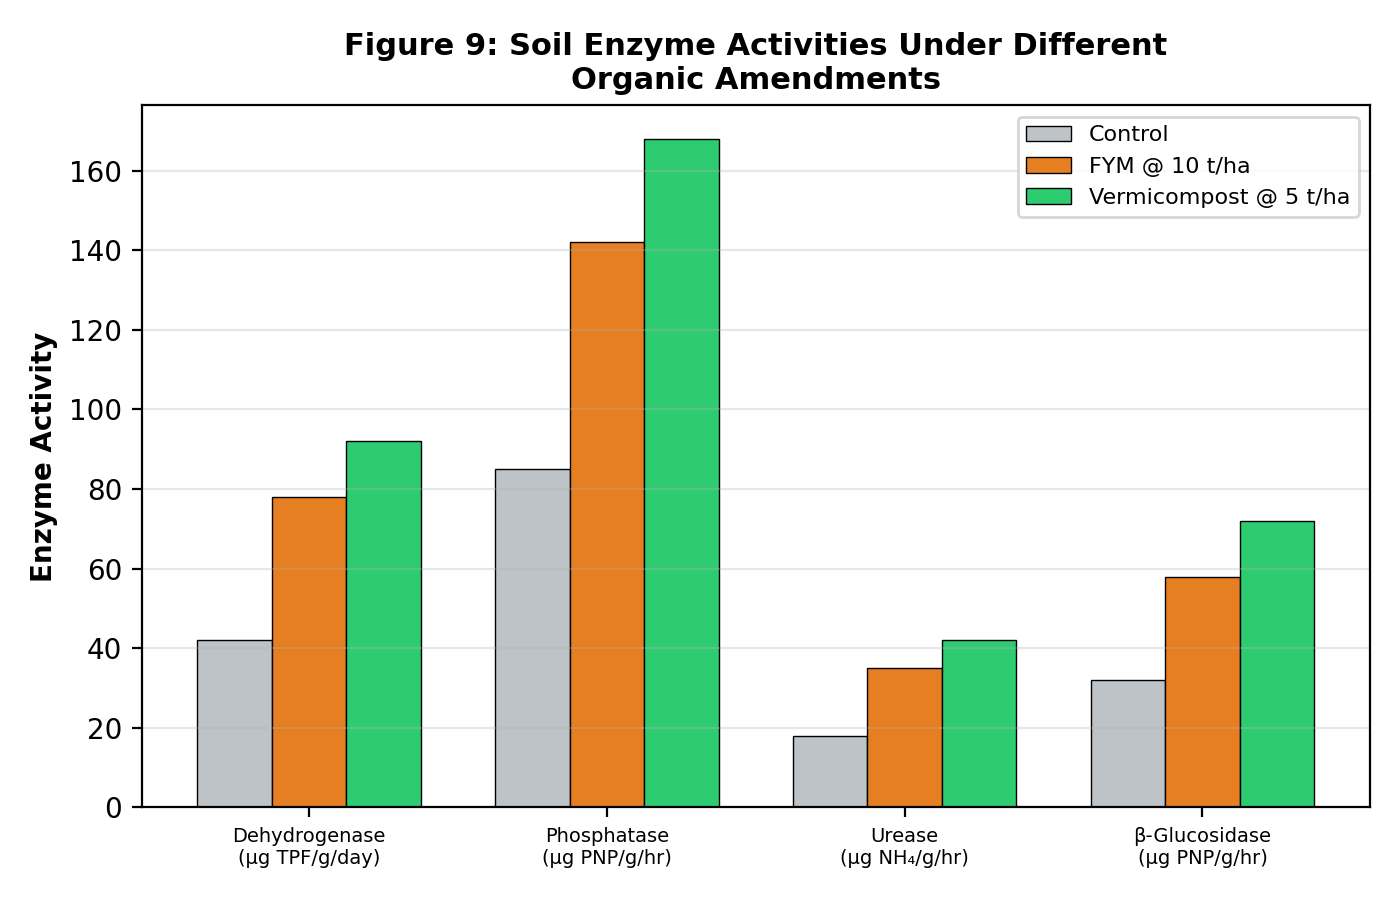 Figure 9: Soil Enzyme Activities Under Different
Organic Amendments
Control
FYM @ 10 t/ha
Vermicompost @ 5 t/ha
Enzyme Activity
160
140
120
100
80
60
40
20
0
Dehydrogenase
(μg TPF/g/day)
Phosphatase
(μg PNP/g/hr)
Urease
(μg NH₄/g/hr)
β-Glucosidase
(μg PNP/g/hr)